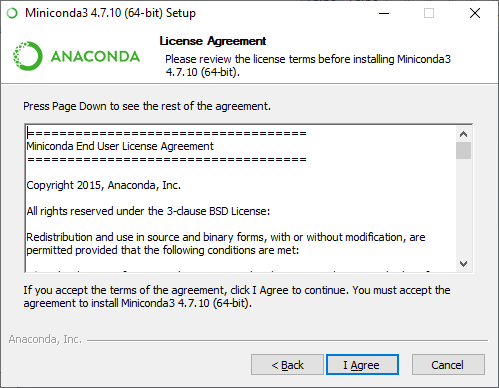 Miniconda3 4.7.10 (64-bit) Setup
ANACONDA
License Agreement
Please review the license terms before installing Miniconda3
4.7.10 (64-bit).
Press Page Down to see the rest of the agreement.
===================================
Miniconda End User License Agreement
===================================
Copyright 2015, Anaconda, Inc.
All rights reserved under the 3-clause BSD License:
Redistribution and use in source and binary forms, with or without modification, are
permitted provided that the following conditions are met:
If you accept the terms of the agreement, click I Agree to continue. You must accept the
agreement to install Miniconda3 4.7.10 (64-bit).
Anaconda, Inc.
< Back
I Agree
Cancel